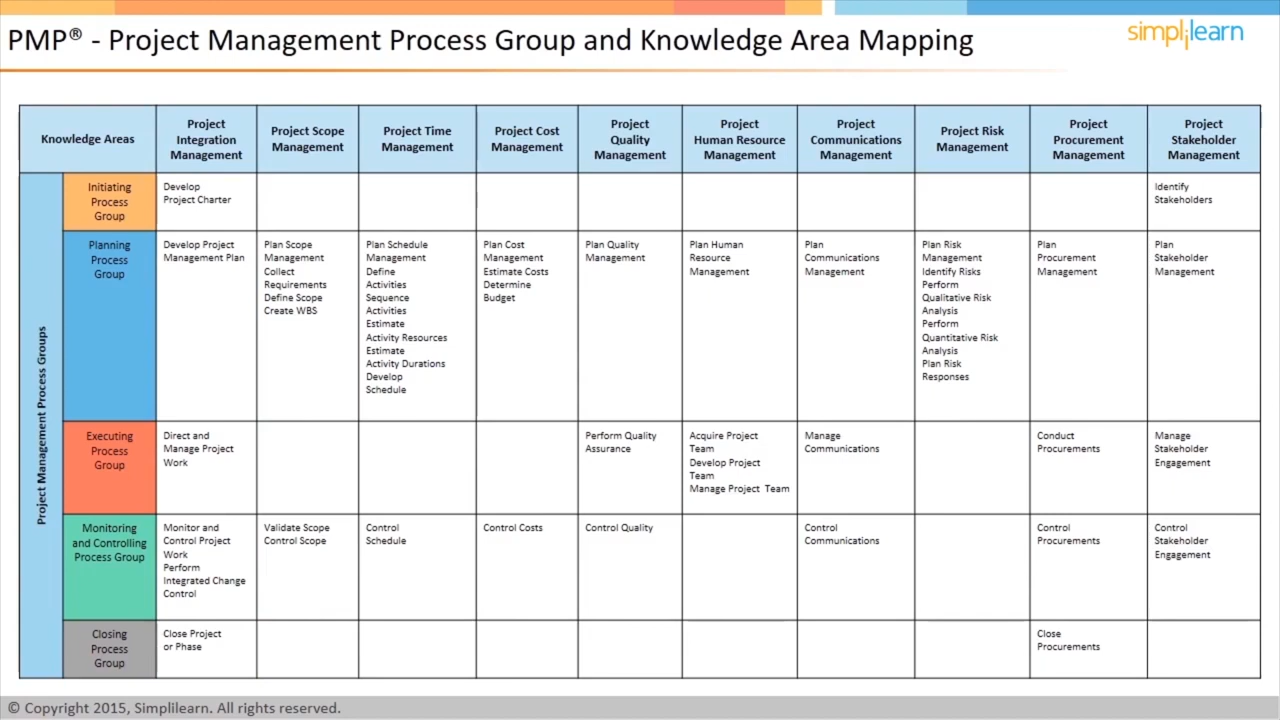 PMP® - Project Management Process Group and Knowledge Area Mapping
simplilearn
Knowledge Areas
Project
Integration
Management
Project Scope
Management
Project Time
Management
Project Cost
Management
Project
Quality
Management
Project
Human Resource
Management
Project
Communications
Management
Project Risk
Management
Project
Procurement
Management
Project
Stakeholder
Management
Project Management Process Groups
Initiating
Process
Group
Develop
Project Charter
Identify
Stakeholders
Planning
Process
Group
Develop Project
Management Plan
Plan Scope
Management
Collect
Requirements
Define Scope
Create WBS
Plan Schedule
Management
Define
Activities
Sequence
Activities
Estimate
Activity Resources
Estimate
Activity Durations
Develop
Schedule
Plan Cost
Management
Estimate Costs
Determine
Budget
Plan Quality
Management
Plan Human
Resource
Management
Plan
Communications
Management
Plan Risk
Management
Identify Risks
Perform
Qualitative Risk
Analysis
Perform
Quantitative Risk
Analysis
Plan Risk
Responses
Plan
Procurement
Management
Plan
Stakeholder
Management
Executing
Process
Group
Direct and
Manage Project
Work
Perform Quality
Assurance
Acquire Project
Team
Develop Project
Team
Manage Project Team
Manage
Communications
Conduct
Procurements
Manage
Stakeholder
Engagement
Monitoring
and Controlling
Process Group
Monitor and
Control Project
Work
Perform
Integrated Change
Control
Validate Scope
Control Scope
Control
Schedule
Control Costs
Control Quality
Control
Communications
Control
Procurements
Control
Stakeholder
Engagement
Closing
Process
Group
Close Project
or Phase
Close
Procurements
© Copyright 2015, Simplilearn. All rights reserved.